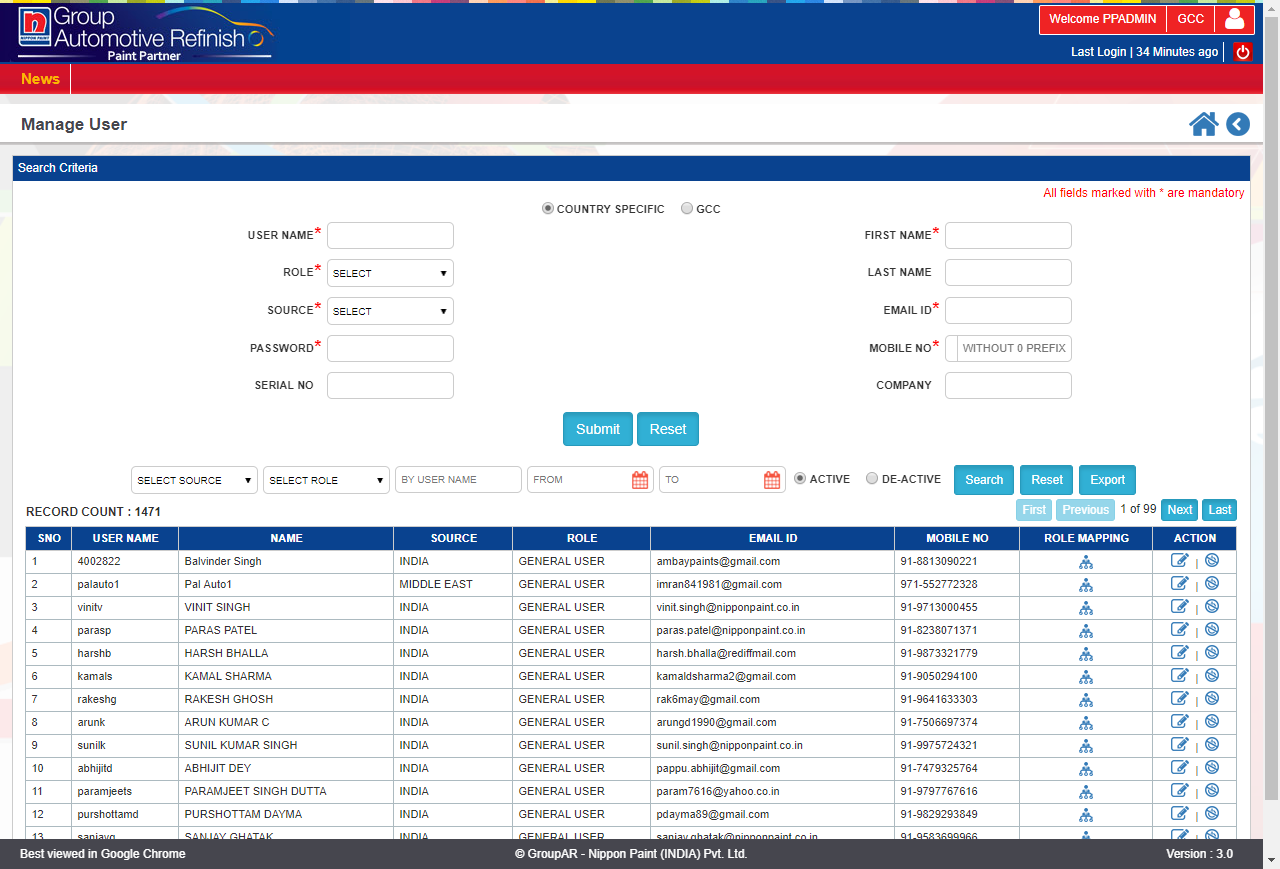 Group
Automotive Refinish
NIPPON PAINT
Paint Partner
Welcome PPADMIN GCC
Last Login | 34 Minutes ago
News
Manage User
Search Criteria
All fields marked with * are mandatory
COUNTRY SPECIFIC GCC
USER NAME* FIRST NAME*
ROLE* SELECT LAST NAME
SOURCE* SELECT EMAIL ID*
PASSWORD* MOBILE NO* WITHOUT 0 PREFIX
SERIAL NO COMPANY
Submit Reset
SELECT SOURCE SELECT ROLE BY USER NAME FROM TO ACTIVE DE-ACTIVE Search Reset Export
RECORD COUNT : 1471 First Previous 1 of 99 Next Last
SNO USER NAME NAME SOURCE ROLE EMAIL ID MOBILE NO ROLE MAPPING ACTION
1 4002822 Balvinder Singh INDIA GENERAL USER ambaypaints@gmail.com 91-8813090221 |
2 palauto1 Pal Auto1 MIDDLE EAST GENERAL USER imran841981@gmail.com 971-552772328 |
3 vinitv VINIT SINGH INDIA GENERAL USER vinit.singh@nipponpaint.co.in 91-9713000455 |
4 parasp PARAS PATEL INDIA GENERAL USER paras.patel@nipponpaint.co.in 91-8238071371 |
5 harshb HARSH BHALLA INDIA GENERAL USER harsh.bhalla@rediffmail.com 91-9873321779 |
6 kamals KAMAL SHARMA INDIA GENERAL USER kamaldsharma2@gmail.com 91-9050294100 |
7 rakeshg RAKESH GHOSH INDIA GENERAL USER rak6may@gmail.com 91-9641633303 |
8 arunk ARUN KUMAR C INDIA GENERAL USER arungd1990@gmail.com 91-7506697374 |
9 sunilk SUNIL KUMAR SINGH INDIA GENERAL USER sunil.singh@nipponpaint.co.in 91-9975724321 |
10 abhijitd ABHIJIT DEY INDIA GENERAL USER pappu.abhijit@gmail.com 91-7479325764 |
11 paramjeets PARAMJEET SINGH DUTTA INDIA GENERAL USER param7616@yahoo.co.in 91-9797767616 |
12 purshottamd PURSHOTTAM DAYMA INDIA GENERAL USER pdayma89@gmail.com 91-9829293849 |
13 sanjayg SANJAY GHATAK INDIA GENERAL USER sanjay.ghatak@nipponpaint.co.in 91-9583699966 |
Best viewed in Google Chrome © GroupAR - Nippon Paint (INDIA) Pvt. Ltd. Version : 3.0